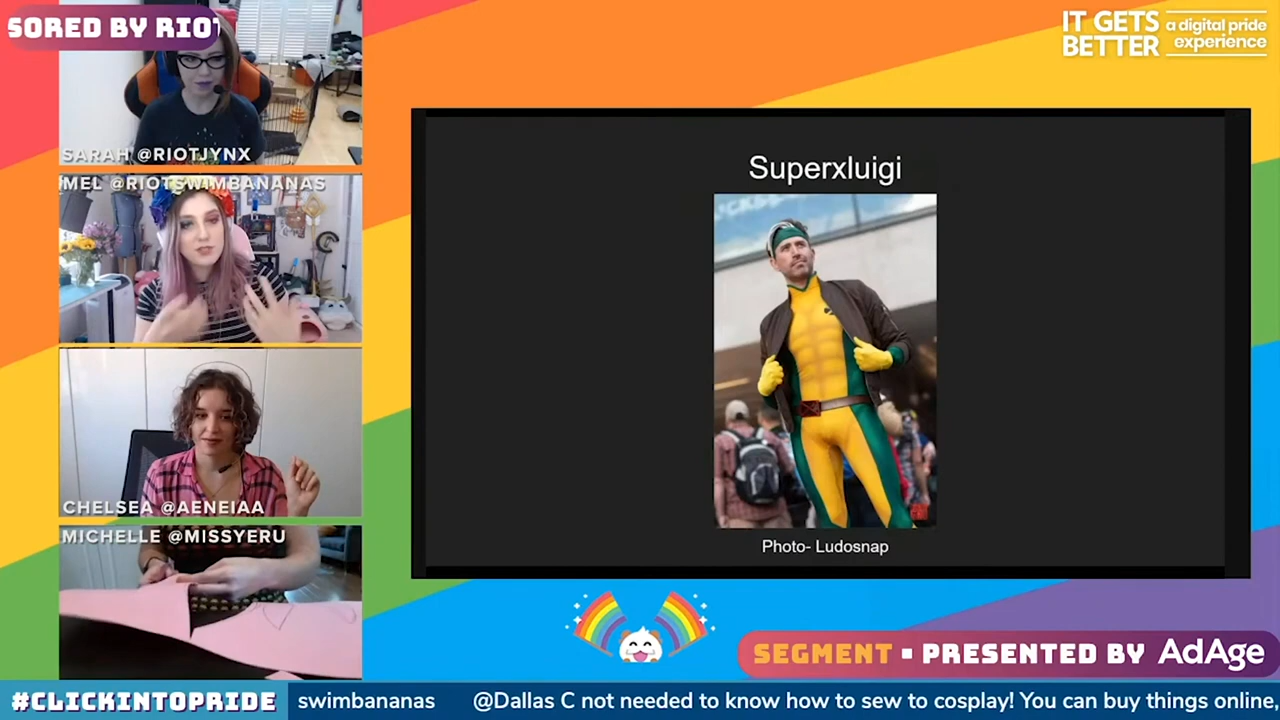 SORED BY RIOT
IT GETS
BETTER
a digital pride
experience
SARAH @RIOTJYNX
MEL @RIOTSWIMBANANAS
CHELSEA @AENEIAA
MICHELLE @MISSYERU
Superxluigi
Photo- Ludosnap
SEGMENT ▪ PRESENTED BY AdAge
#CLICKINTOPRIDE
swimbananas @Dallas C not needed to know how to sew to cosplay! You can buy things online,